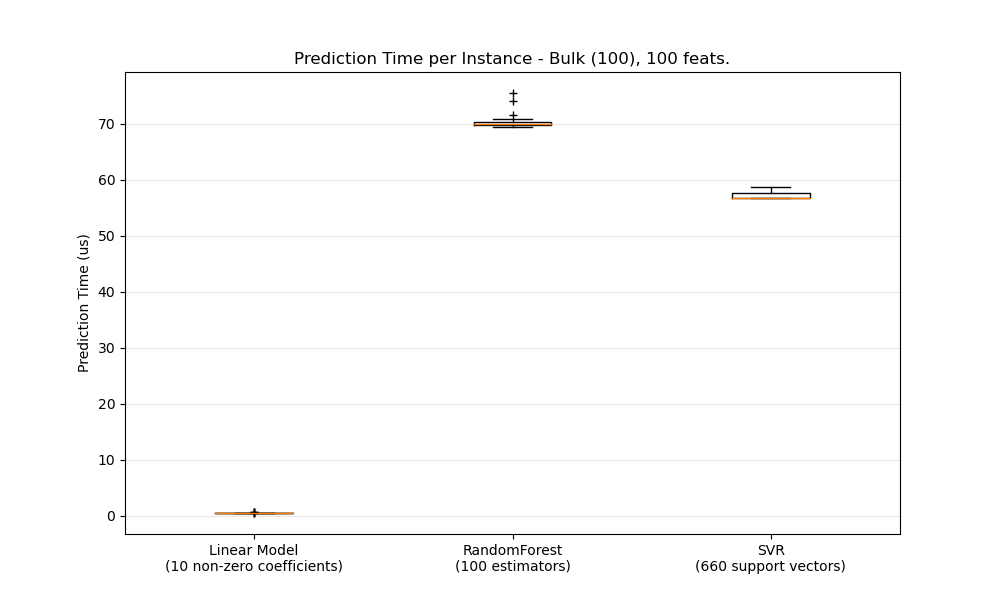 Prediction Time per Instance - Bulk (100), 100 feats.
Prediction Time (us)
70
60
50
40
30
20
10
0
Linear Model
(10 non-zero coefficients)
RandomForest
(100 estimators)
SVR
(660 support vectors)